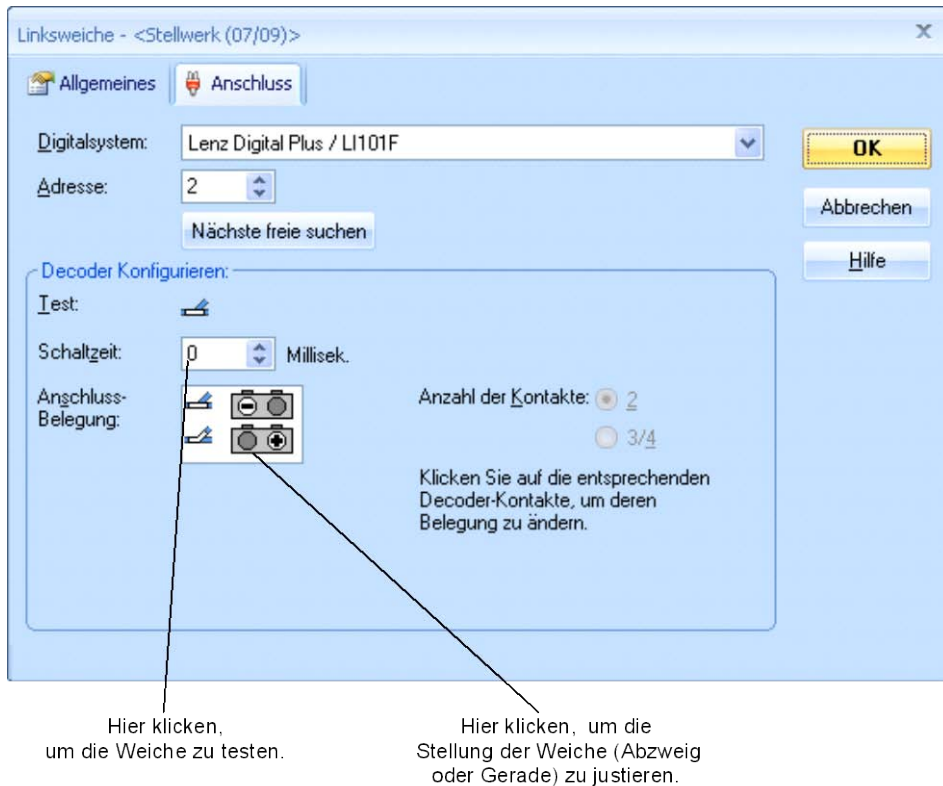 Linksweiche - <Stellwerk (07/09)>
Allgemeines
Anschluss
Digitalsystem:
Lenz Digital Plus / LI101F
OK
Adresse:
2
Abbrechen
Nächste freie suchen
Hilfe
Decoder Konfigurieren:
Test:
Schaltzeit:
0
Millisek.
Anschluss-
Belegung:
Anzahl der Kontakte:
2
3/4
Klicken Sie auf die entsprechenden
Decoder-Kontakte, um deren
Belegung zu ändern.
Hier klicken,
um die Weiche zu testen.
Hier klicken, um die
Stellung der Weiche (Abzweig
oder Gerade) zu justieren.